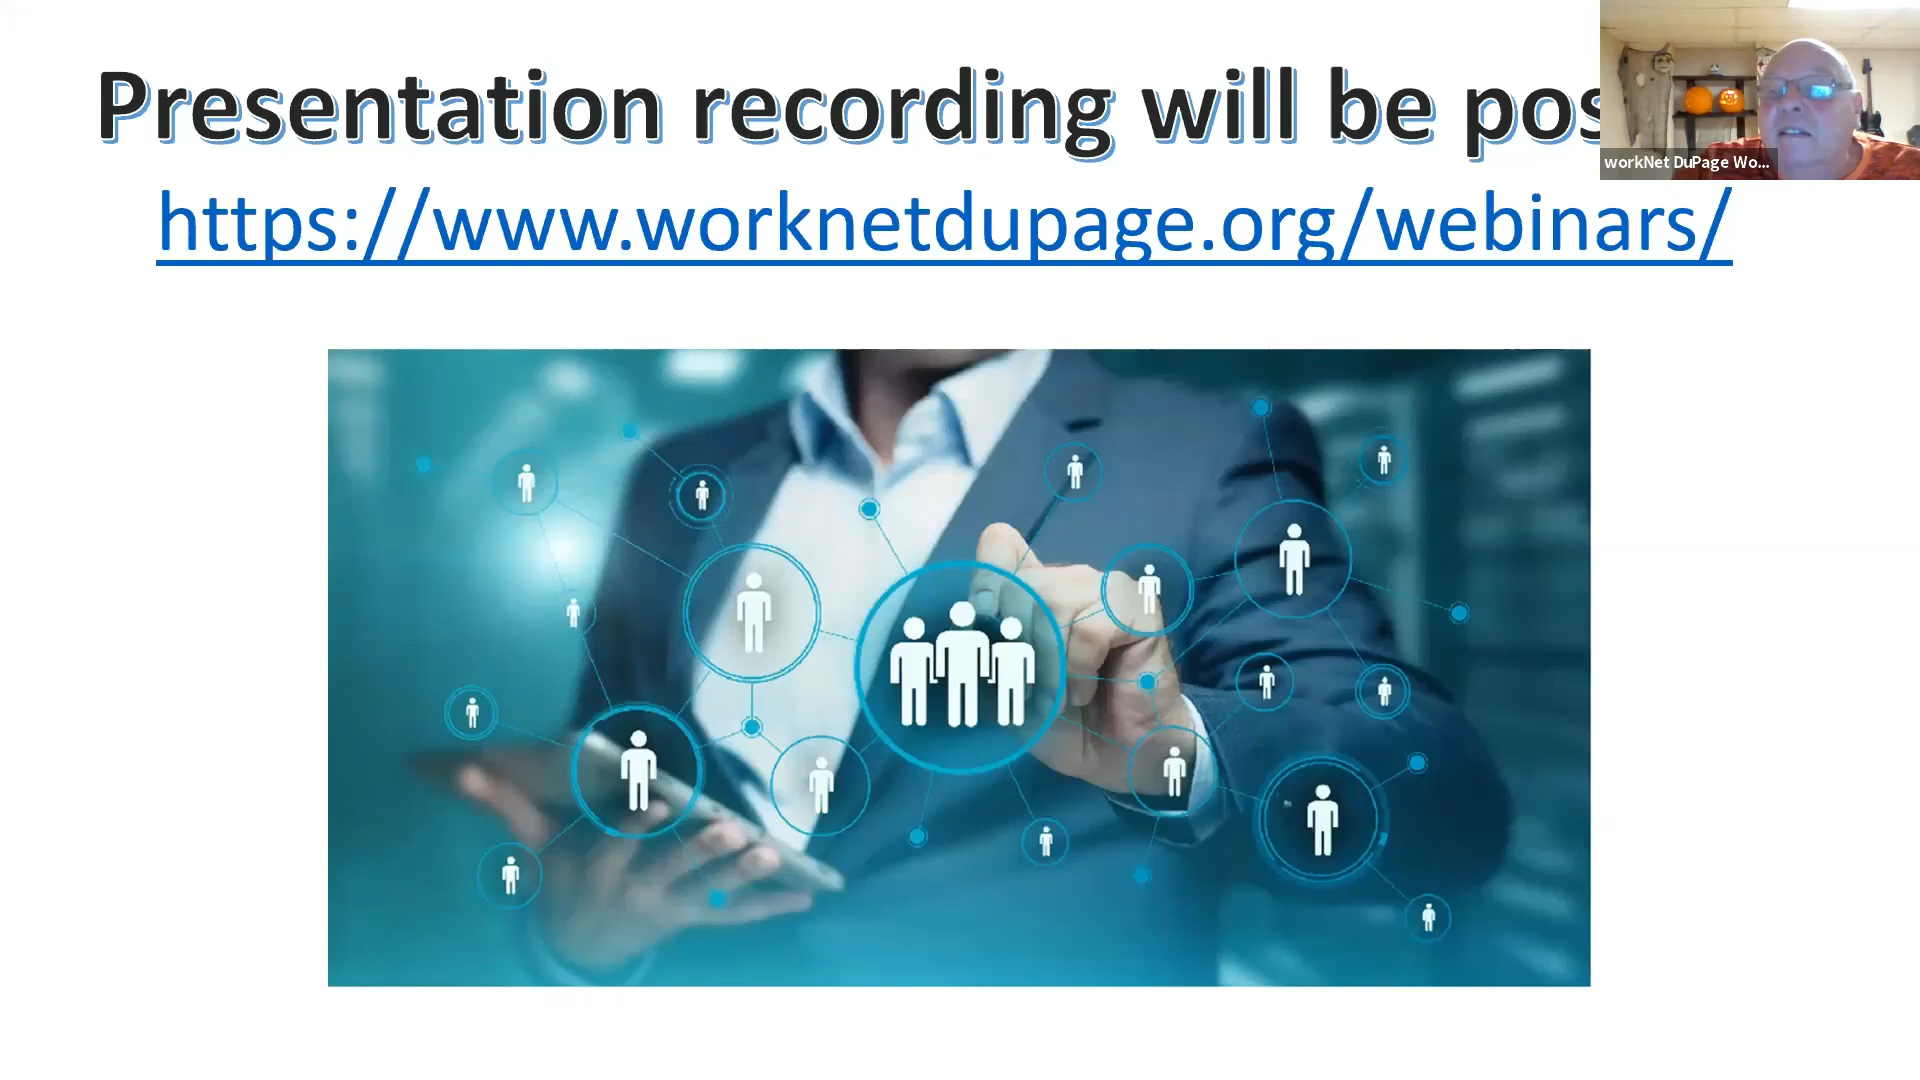 Presentation recording will be pos
https://www.worknetdupage.org/webinars/
workNet DuPage Wo...